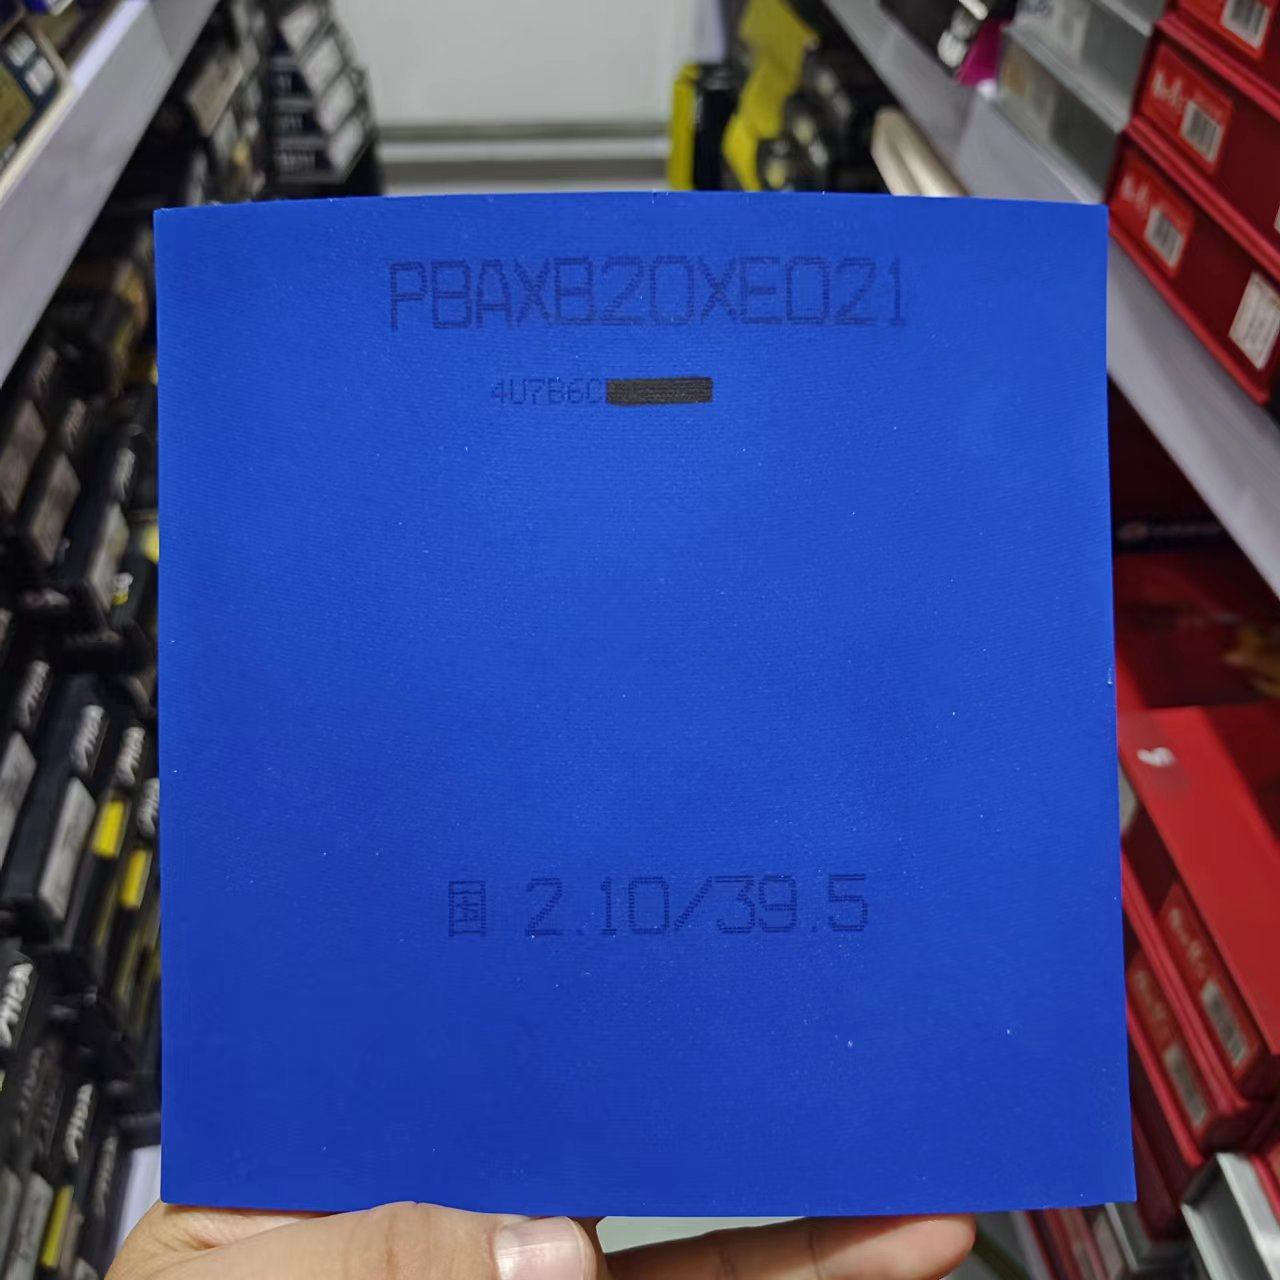 PBAXB20XE021
4U7B6C
国 2.10/39.5